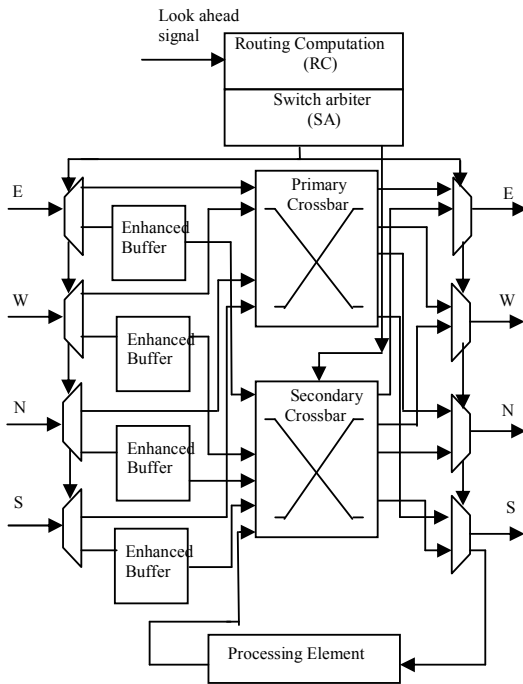 Look ahead
signal
Routing Computation
(RC)
Switch arbiter
(SA)
E
Primary
Crossbar
E
Enhanced
Buffer
W
W
Enhanced
Buffer
Secondary
Crossbar
N
N
Enhanced
Buffer
S
S
Enhanced
Buffer
Processing Element